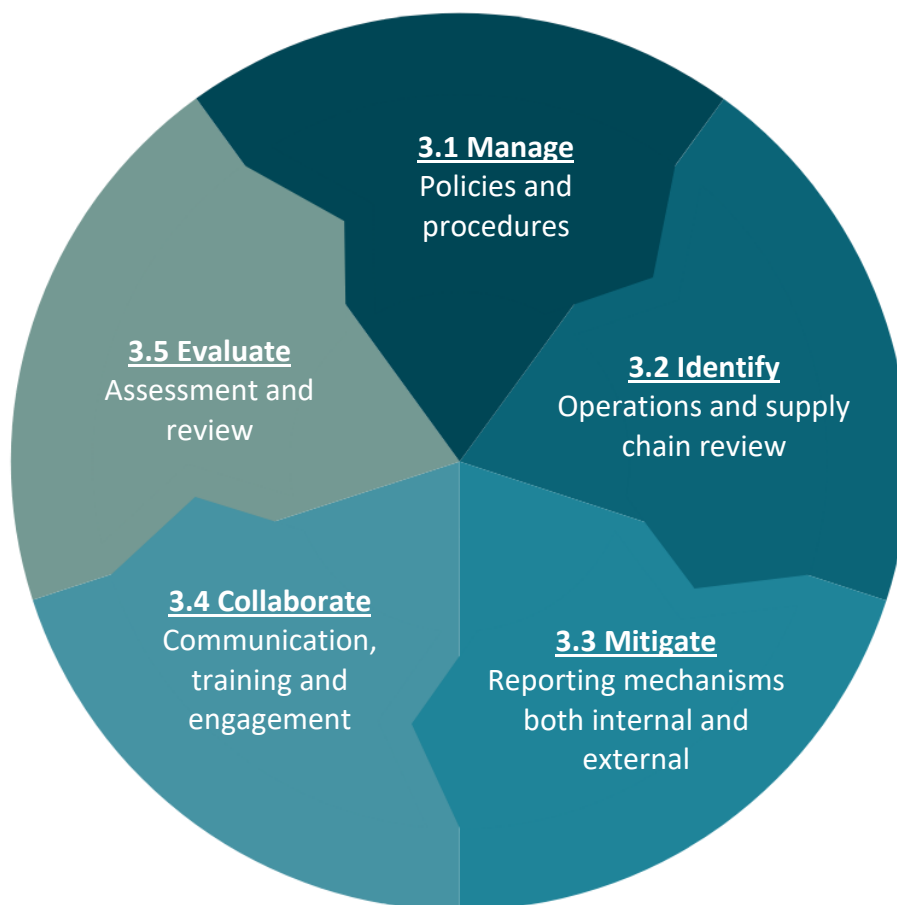 3.1 Manage
Policies and
procedures
3.2 Identify
Operations and supply
chain review
3.3 Mitigate
Reporting mechanisms
both internal and
external
3.4 Collaborate
Communication,
training and
engagement
3.5 Evaluate
Assessment and
review